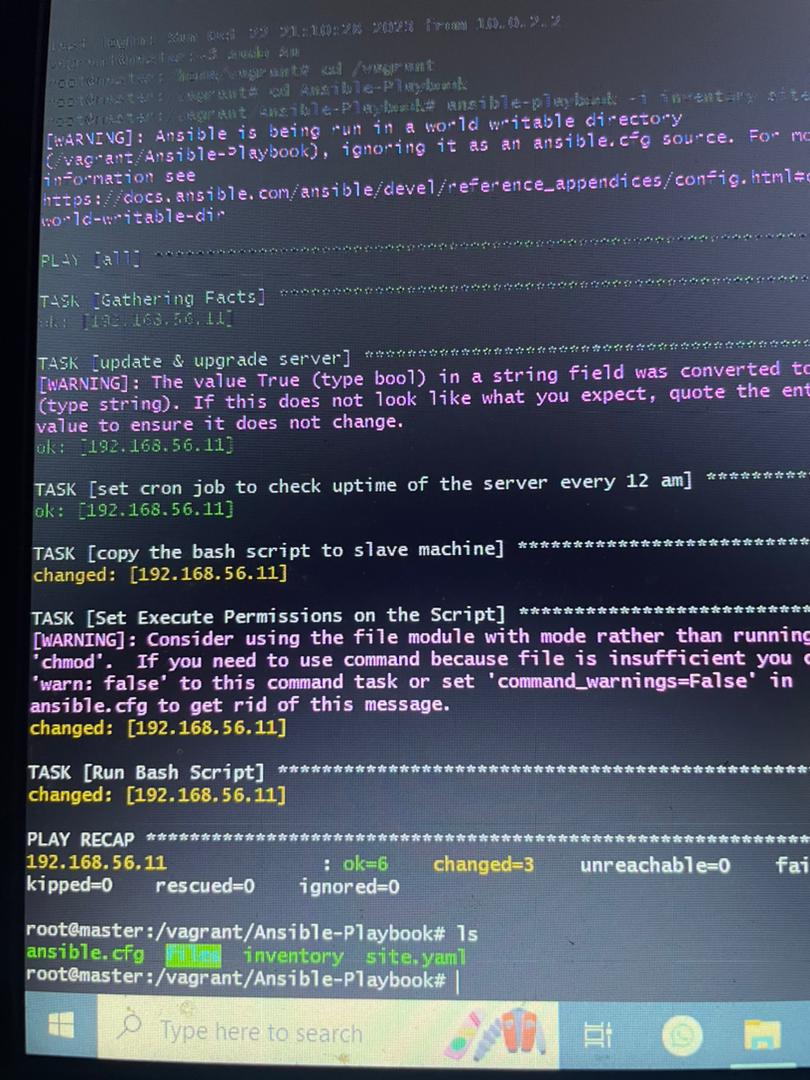 Last login: Sun Dec 22 21:10:28 2023 from 10.0.2.2
sudo su
home/vagrant# cd /vagrant
vagrant# cd Ansible-Playbook
vagrant/Ansible-Playbook# ansible-playbook -i inventory site
[WARNING]: Ansible is being run in a world writable directory
(/vagrant/Ansible-Playbook), ignoring it as an ansible.cfg source. For mo
information see
https://docs.ansible.com/ansible/devel/reference_appendices/config.html#c
world-writable-dir
PLAY [all] ****************************************************************
TASK [Gathering Facts] ****************************************************
ok: [192.168.56.11]
TASK [update & upgrade server] ********************************************
[WARNING]: The value True (type bool) in a string field was converted to
(type string). If this does not look like what you expect, quote the ent
value to ensure it does not change.
ok: [192.168.56.11]
TASK [set cron job to check uptime of the server every 12 am] *********
ok: [192.168.56.11]
TASK [copy the bash script to slave machine] ***************************
changed: [192.168.56.11]
TASK [Set Execute Permissions on the Script] ***************************
[WARNING]: Consider using the file module with mode rather than running
'chmod'.  If you need to use command because file is insufficient you c
'warn: false' to this command task or set 'command_warnings=False' in
ansible.cfg to get rid of this message.
changed: [192.168.56.11]
TASK [Run Bash Script] *************************************************
changed: [192.168.56.11]
PLAY RECAP *************************************************************
192.168.56.11 : ok=6 changed=3 unreachable=0 fai
kipped=0 rescued=0 ignored=0
root@master:/vagrant/Ansible-Playbook# ls
ansible.cfg files inventory site.yaml
root@master:/vagrant/Ansible-Playbook#
Type here to search